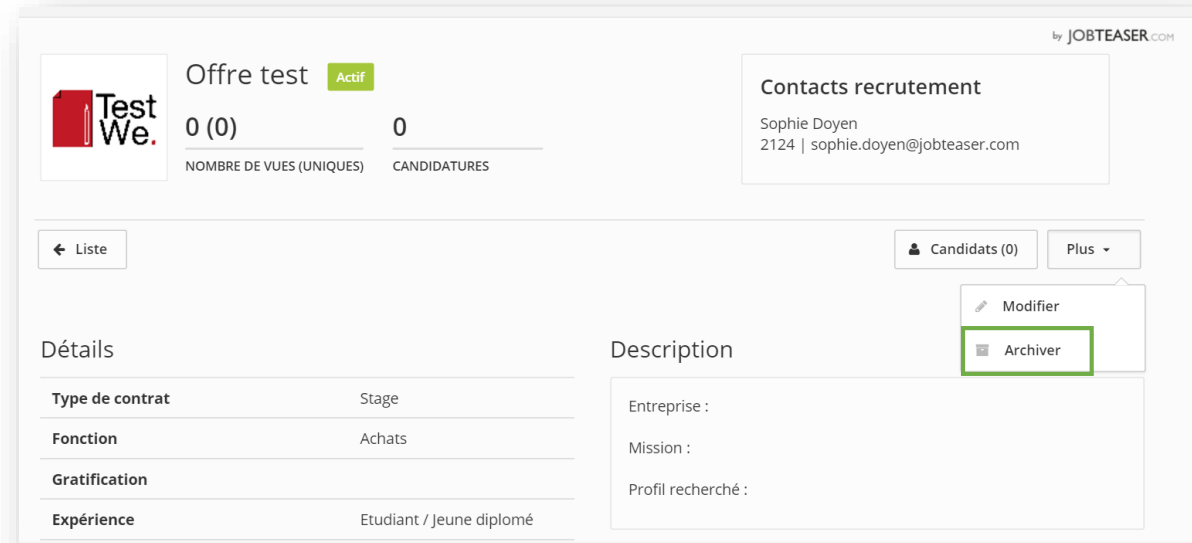 by JOBTEASER.COM
Test
We.
Offre test Actif
0 (0)
NOMBRE DE VUES (UNIQUES)
0
CANDIDATURES
Contacts recrutement
Sophie Doyen
2124 | sophie.doyen@jobteaser.com
Liste
Candidats (0)
Plus
Modifier
Archiver
Détails
Type de contrat Stage
Fonction Achats
Gratification
Expérience Etudiant / Jeune diplomé
Description
Entreprise :
Mission :
Profil recherché :